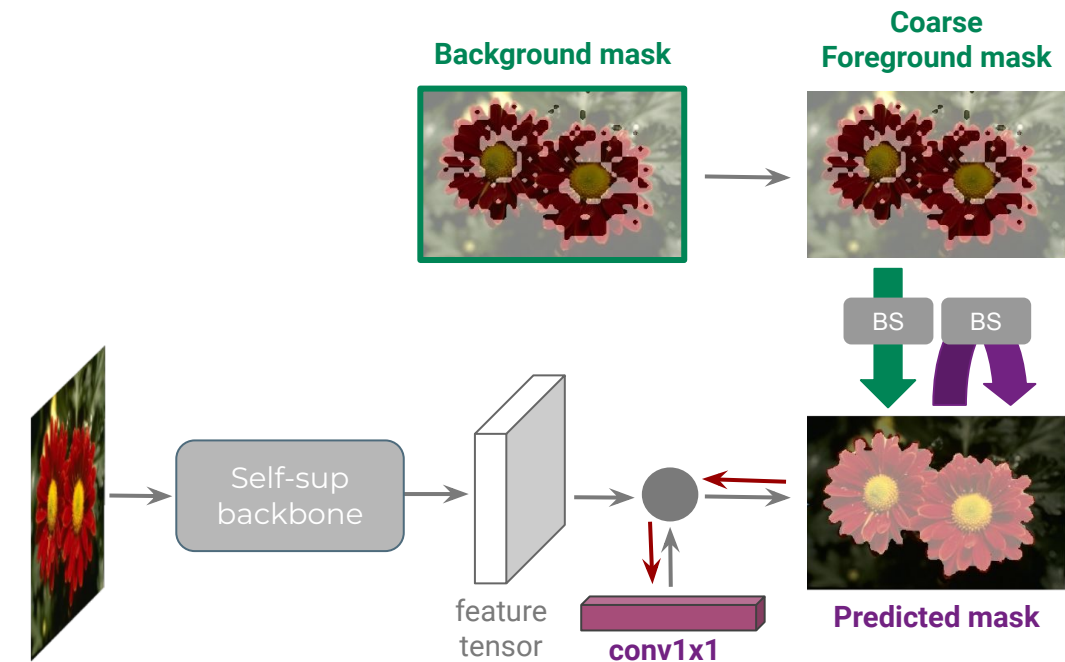 Background mask
Coarse
Foreground mask
BS
BS
Self-sup
backbone
feature
tensor
conv1x1
Predicted mask